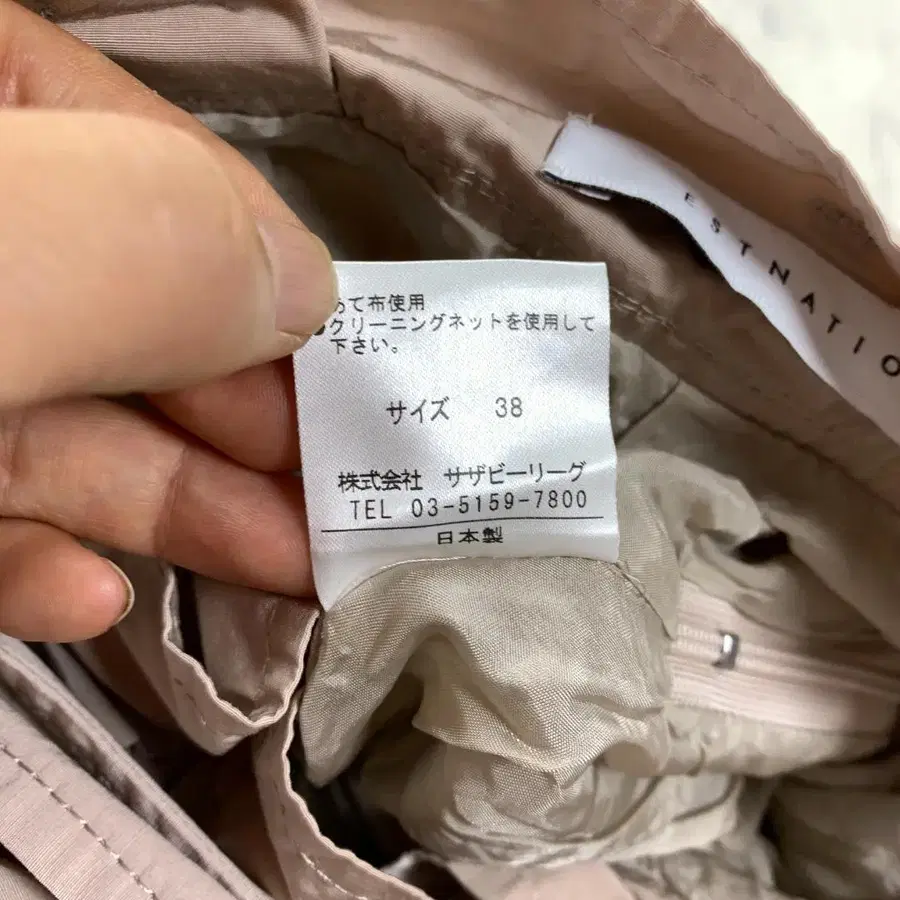 あて布使用
クリーニングネットを使用して
下さい。
サイズ 38
株式会社 サザビーリーグ
TEL 03-5159-7800
日本製
ESTNATIO